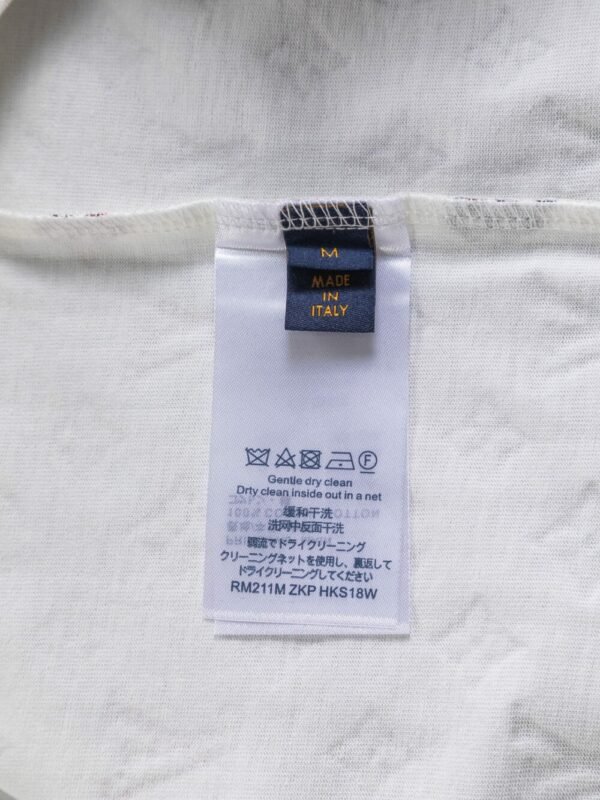 M
MADE
IN
ITALY
Gentle dry clean
Drty clean inside out in a net
缓和干洗
洗网中反面干洗
弱流でドライクリーニング
クリーニングネットを使用し、裏返して
ドライクリーニングしてください
RM211M ZKP HKS18W